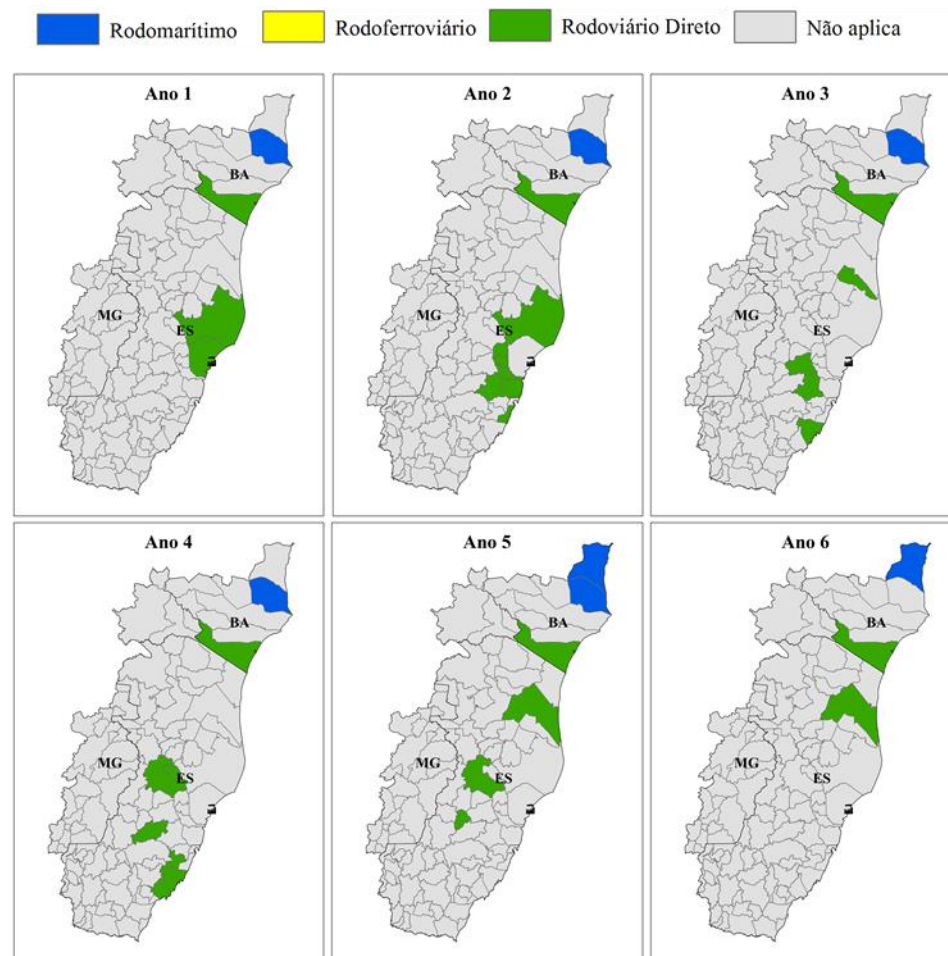 Rodomarítimo Rodoferroviário Rodoviário Direto Não aplica
Ano 1 Ano 2 Ano 3
BA BA BA
MG ES MG ES MG ES
Ano 4 Ano 5 Ano 6
BA BA BA
MG ES MG ES MG ES